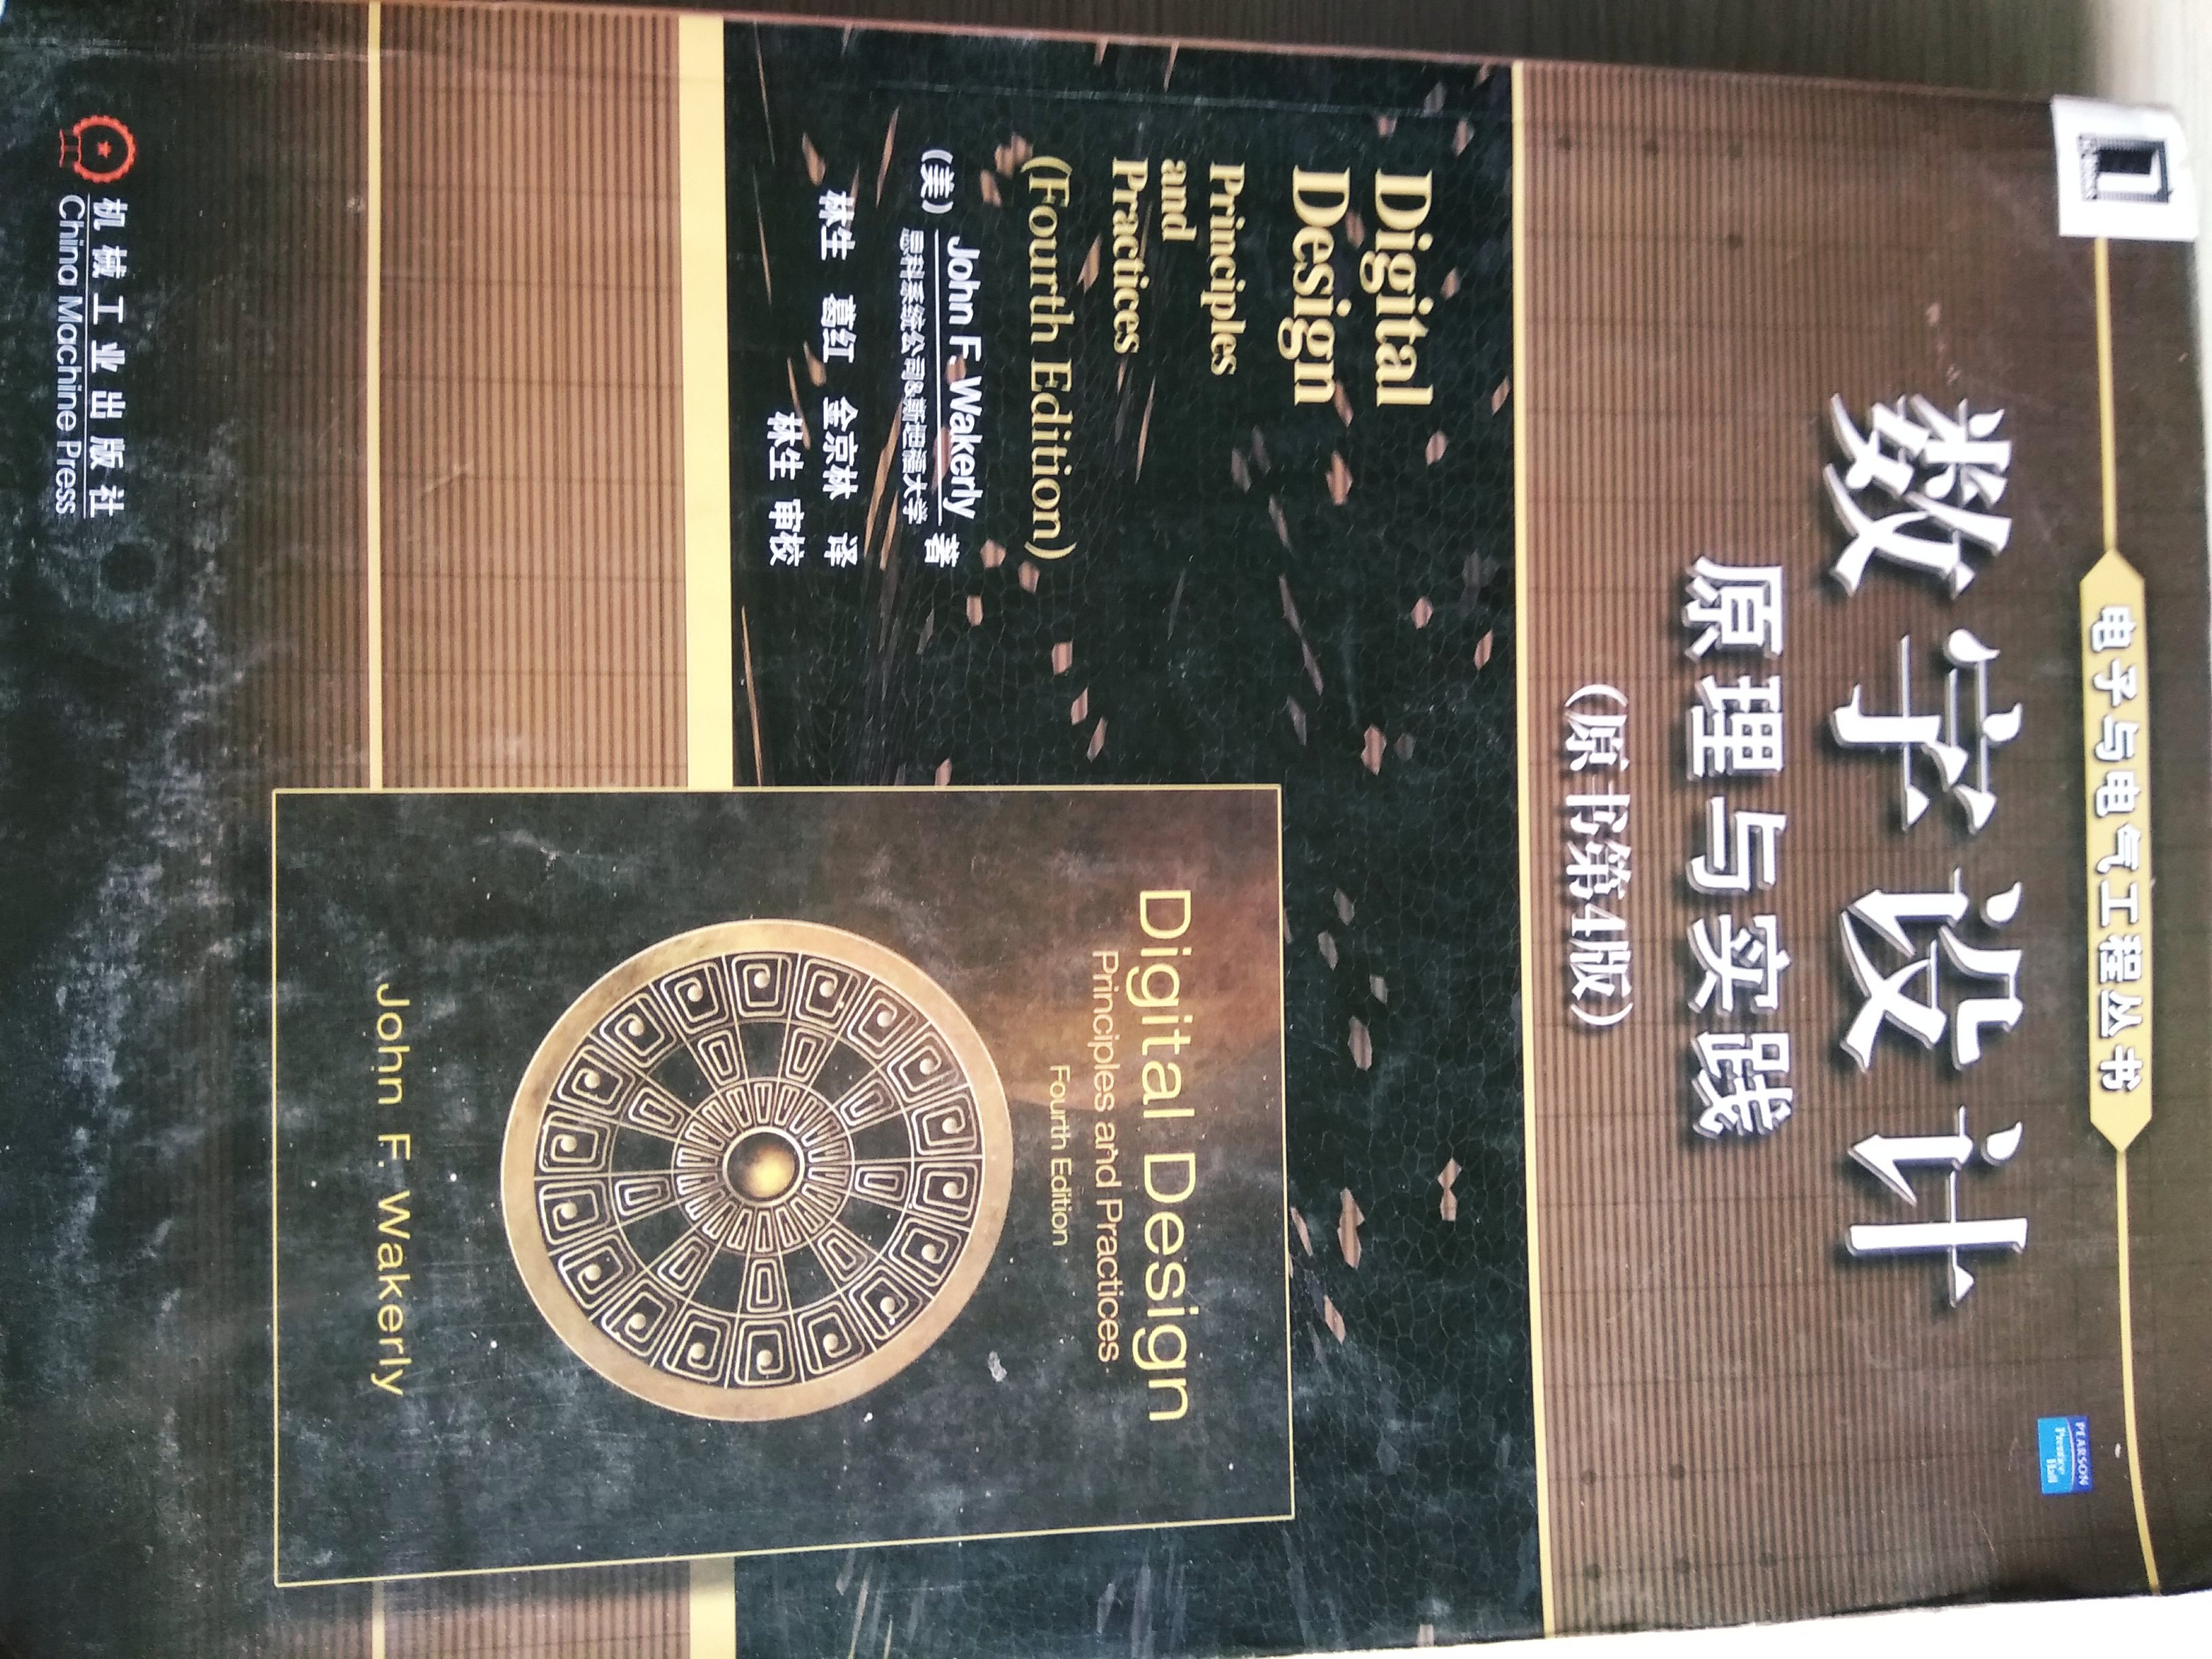 电子与电气工程丛书
PEARSON
Prentice
Hall
数字设计
原理与实践
(原书第4版)
Digital
Design
Principles
and
Practices
(Fourth Edition)
(美) John F. Wakerly 著
思科系统公司&斯坦福大学
林生 葛红 金京林 译
林生 审校
Digital Design
Principles and Practices
Fourth Edition
John F. Wakerly
机械工业出版社
China Machine Press